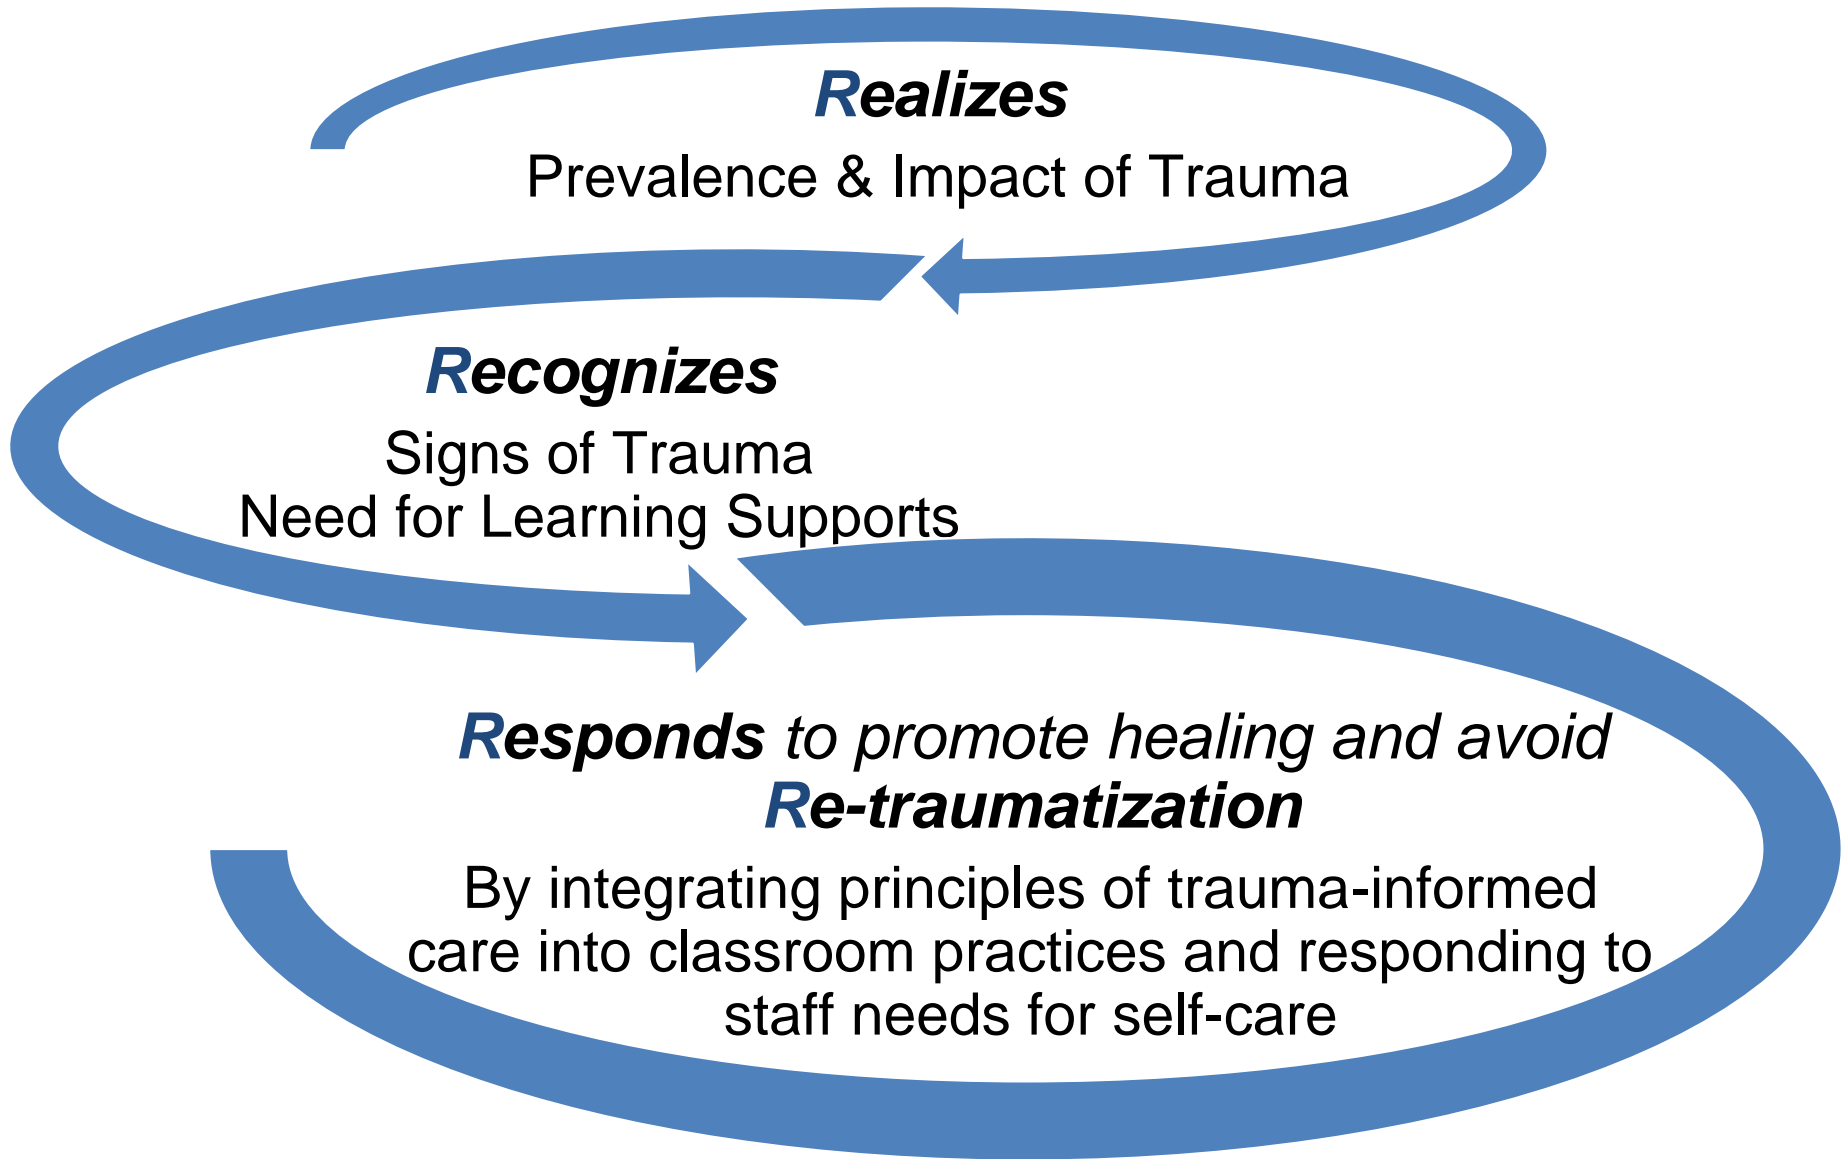 Realizes
Prevalence & Impact of Trauma
Recognizes
Signs of Trauma
Need for Learning Supports
Responds to promote healing and avoid
Re-traumatization
By integrating principles of trauma-informed
care into classroom practices and responding to
staff needs for self-care